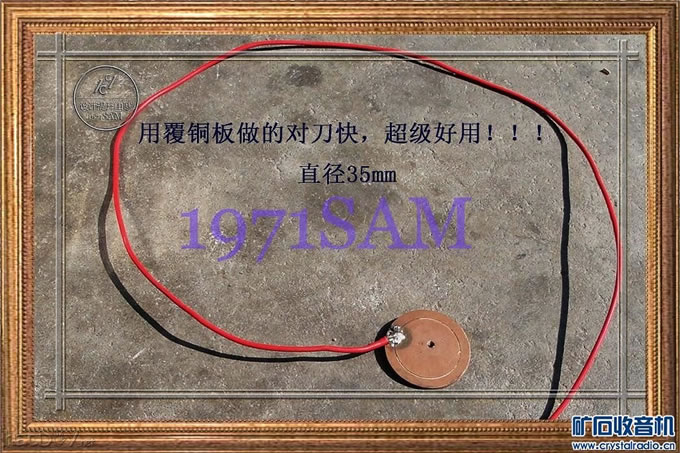 用覆铜板做的对刀快，超级好用！！！
直径35mm
1971SAM
矿石收音机
www.crystalradio.cn